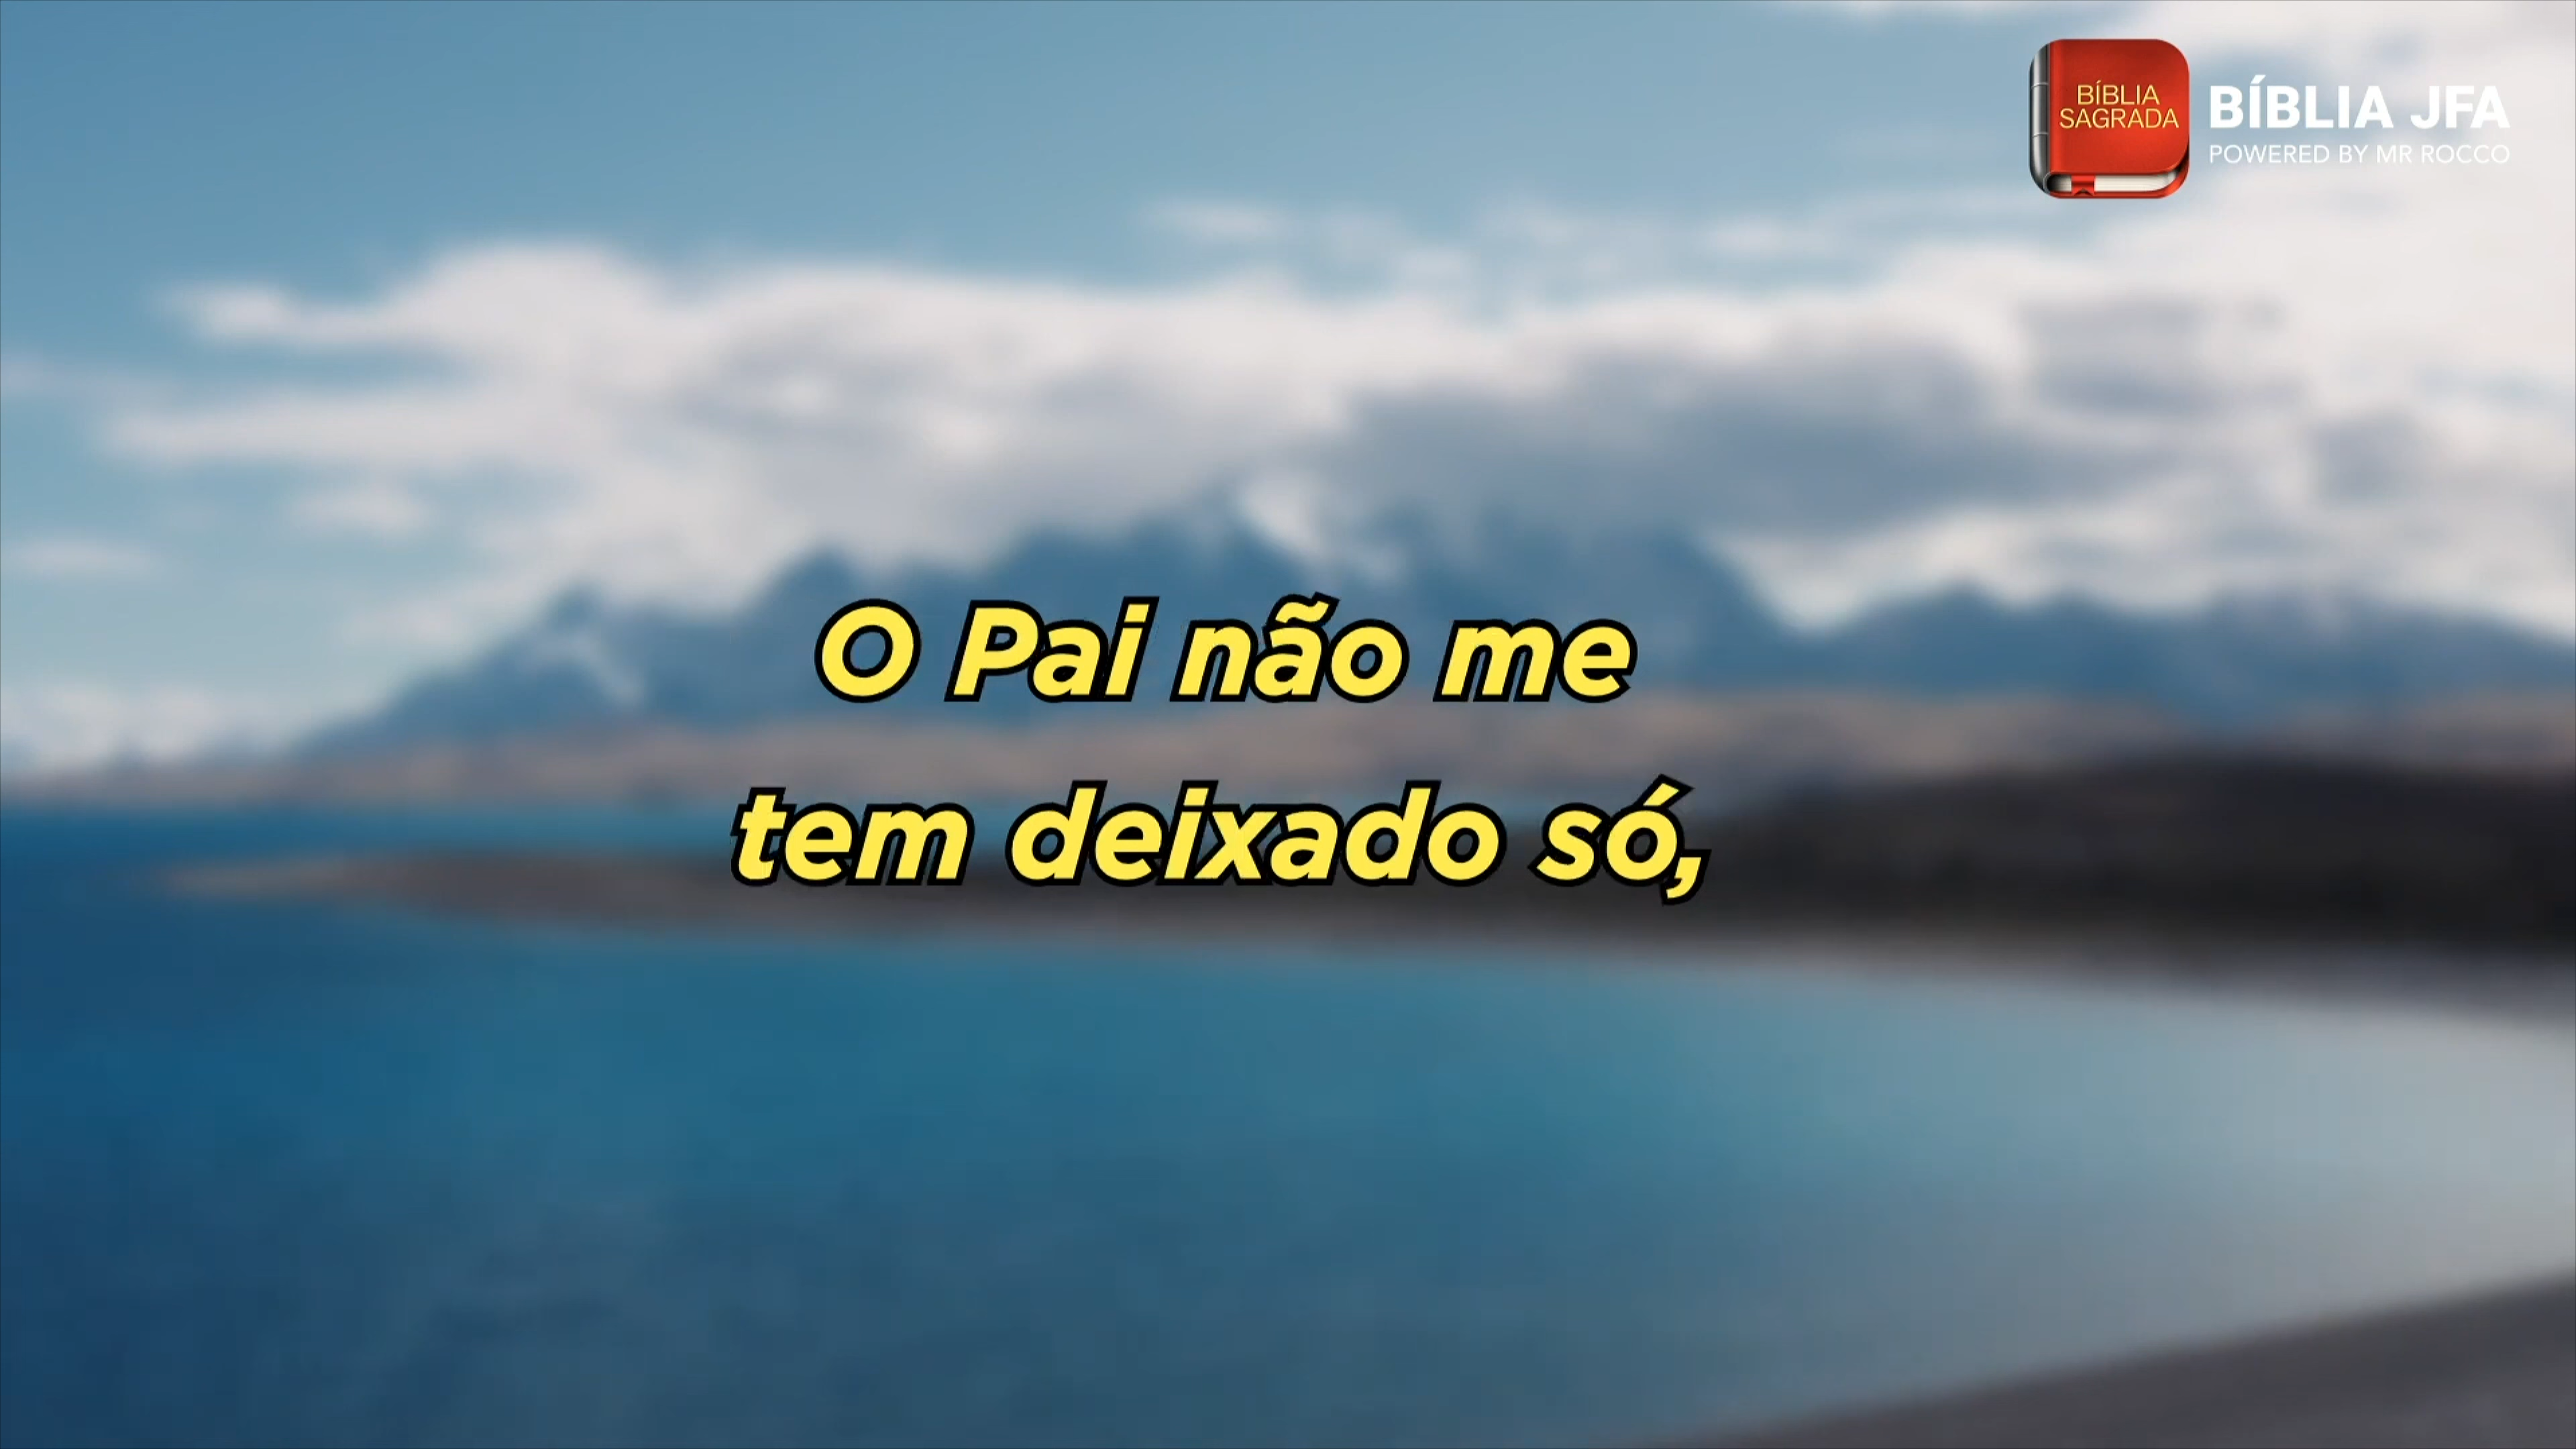 BÍBLIA
SAGRADA
BÍBLIA JFA
POWERED BY MR ROCCO
O Pai não me
tem deixado só,